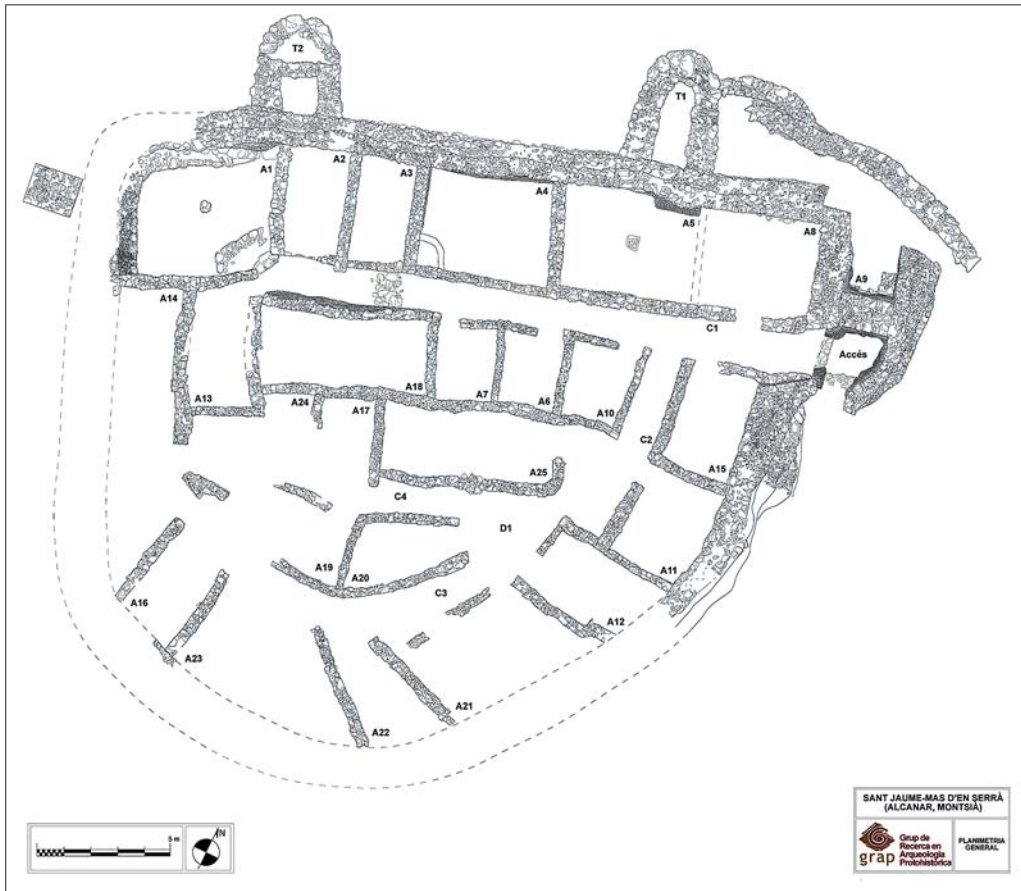 T2
T1
A1
A2
A3
A4
A5
A8
A9
A14
C1
Accés
A13
A24
A17
A18
A7
A6
A10
C2
A15
A25
C4
D1
A19
A20
C3
A11
A12
A16
A23
A21
A22
5 m
N
SANT JAUME-MAS D'EN SERRÀ
(ALCANAR, MONTSIÀ)
grap
Grup de
Recerca en
Arqueologia
Protohistòrica
PLANIMETRIA
GENERAL